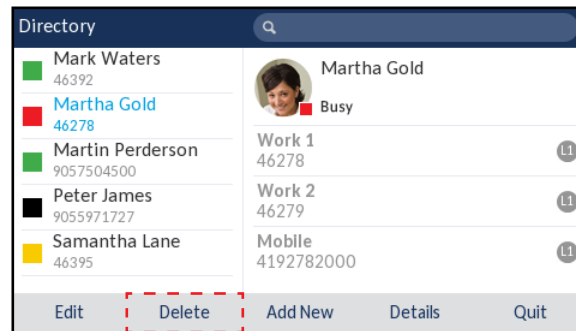 Directory
Mark Waters
46392
Martha Gold
46278
Martin Perderson
9057504500
Peter James
9055971727
Samantha Lane
46395
Martha Gold
Busy
Work 1
46278
L1
Work 2
46279
L1
Mobile
4192782000
L1
Edit Delete Add New Details Quit